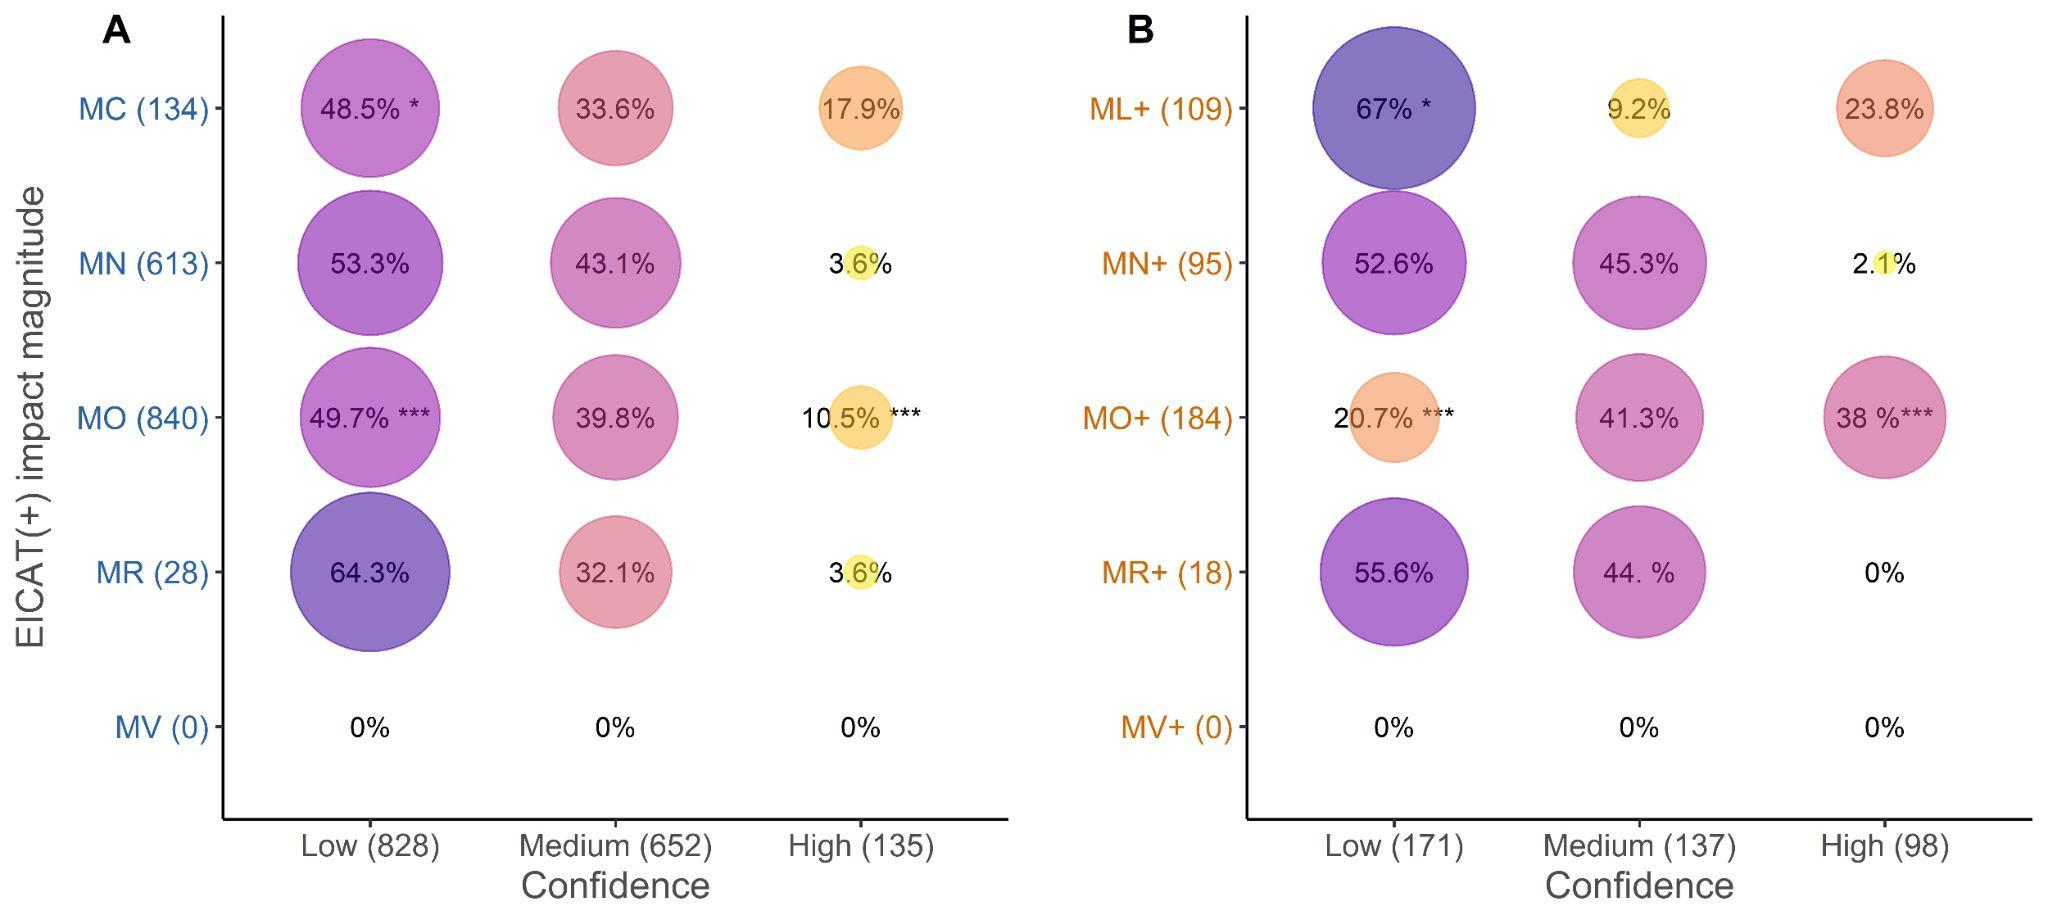 A
EICAT(+) impact magnitude
MC (134) 48.5% * 33.6% 17.9%
MN (613) 53.3% 43.1% 3.6%
MO (840) 49.7% *** 39.8% 10.5% ***
MR (28) 64.3% 32.1% 3.6%
MV (0) 0% 0% 0%
Low (828) Medium (652) High (135)
Confidence
B
ML+ (109) 67% * 9.2% 23.8%
MN+ (95) 52.6% 45.3% 2.1%
MO+ (184) 20.7% *** 41.3% 38 %***
MR+ (18) 55.6% 44. % 0%
MV+ (0) 0% 0% 0%
Low (171) Medium (137) High (98)
Confidence